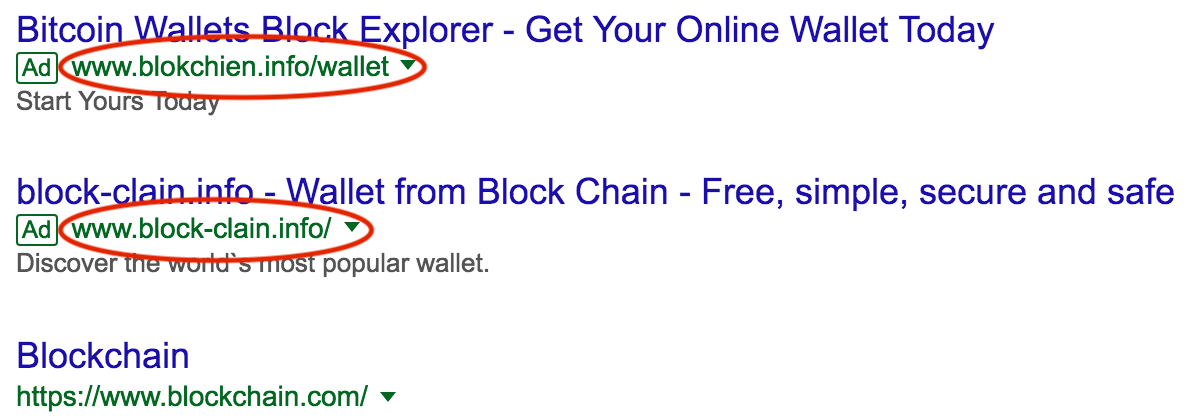 Bitcoin Wallets Block Explorer - Get Your Online Wallet Today
Ad www.blokchien.info/wallet
Start Yours Today
block-clain.info - Wallet from Block Chain - Free, simple, secure and safe
Ad www.block-clain.info/
Discover the world`s most popular wallet.
Blockchain
https://www.blockchain.com/